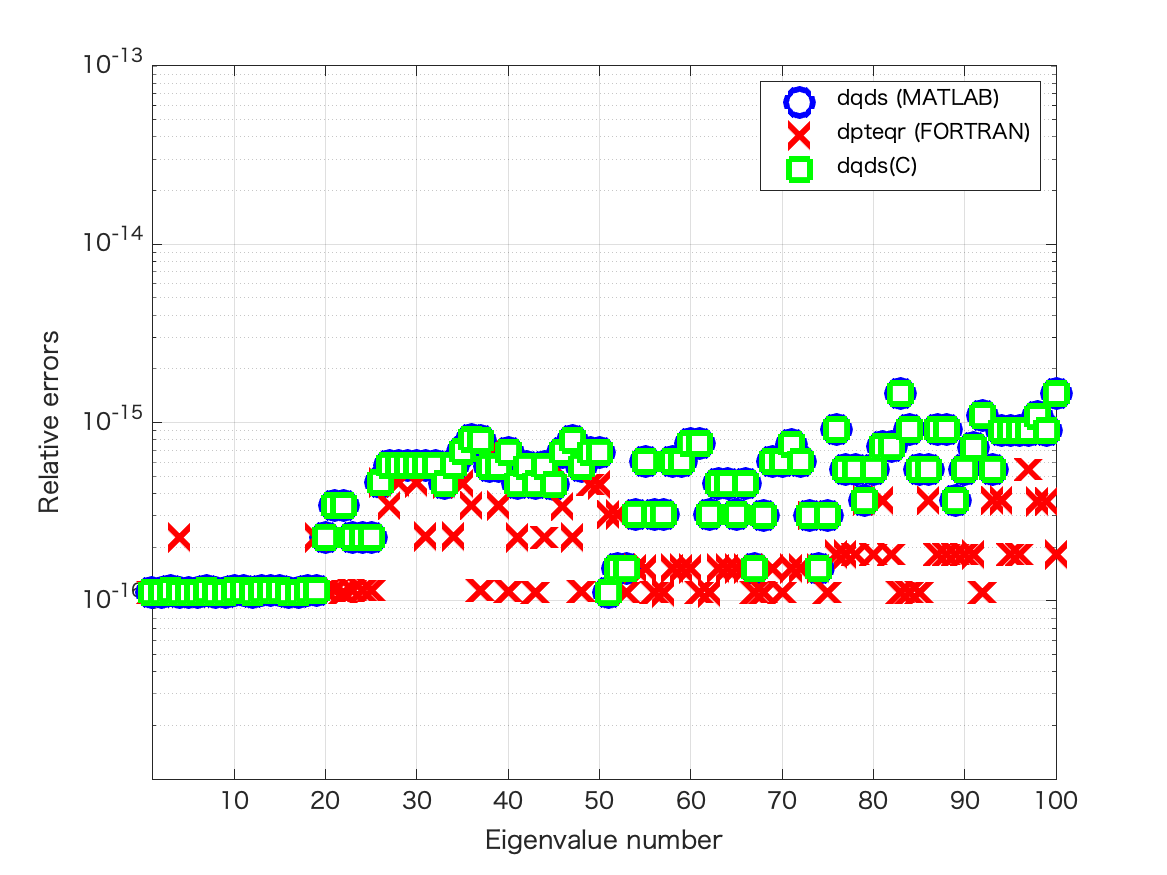 10-13
10-14
10-15
10-16
Relative errors
dqds (MATLAB)
dpteqr (FORTRAN)
dqds(C)
10 20 30 40 50 60 70 80 90 100
Eigenvalue number